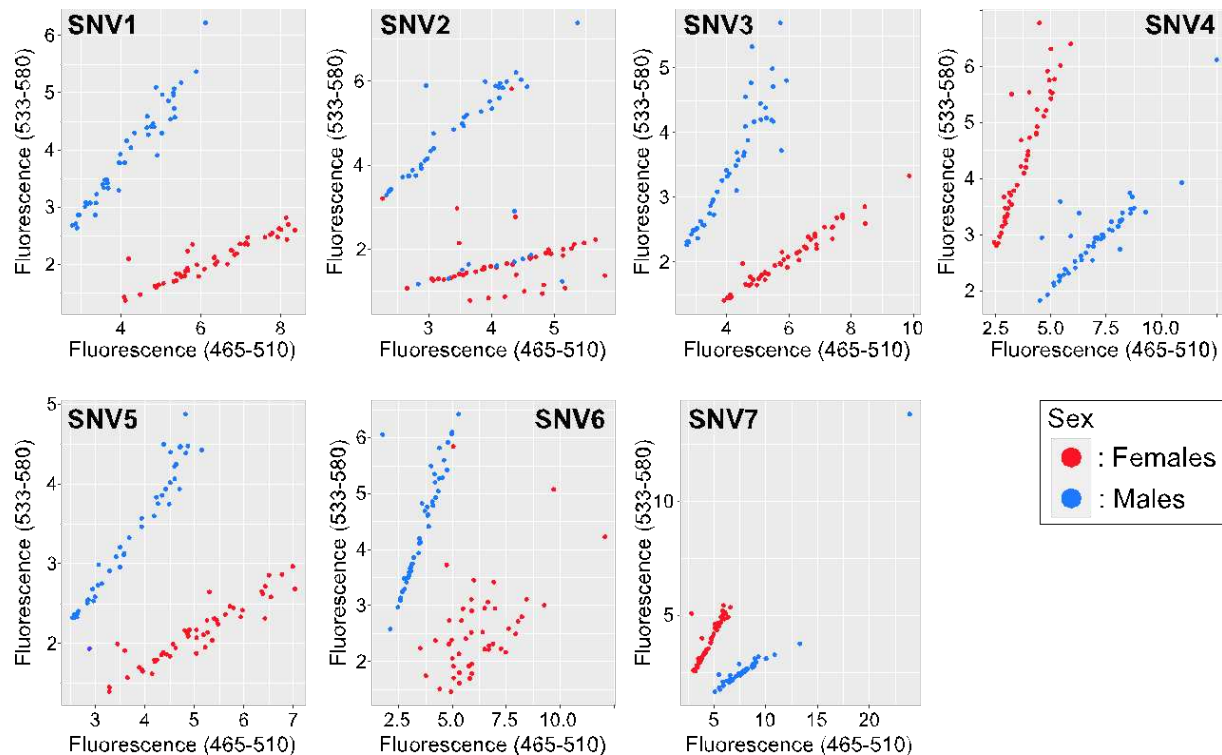 SNV1
Fluorescence (533-580)
6
5
4
3
2
4
6
8
Fluorescence (465-510)
SNV2
Fluorescence (533-580)
6
4
2
3
4
5
Fluorescence (465-510)
SNV3
Fluorescence (533-580)
5
4
3
2
4
6
8
10
Fluorescence (465-510)
SNV4
Fluorescence (533-580)
6
5
4
3
2
2.5
5.0
7.5
10.0
Fluorescence (465-510)
SNV5
Fluorescence (533-580)
5
4
3
2
3
4
5
6
7
Fluorescence (465-510)
SNV6
Fluorescence (533-580)
6
5
4
3
2
2.5
5.0
7.5
10.0
Fluorescence (465-510)
SNV7
Fluorescence (533-580)
10
5
5
10
15
20
Fluorescence (465-510)
Sex
: Females
: Males